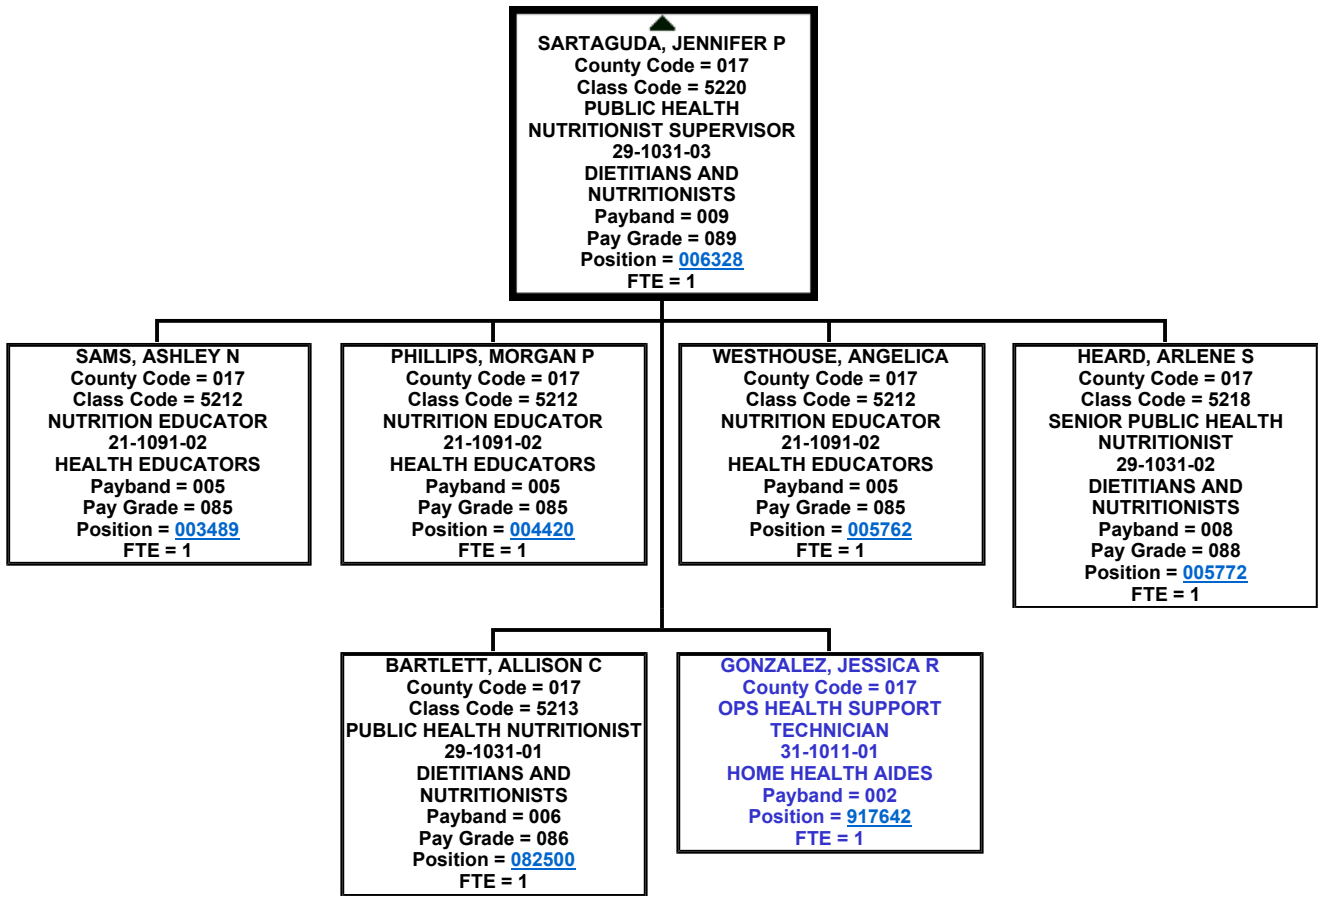 SARTAGUDA, JENNIFER P
County Code = 017
Class Code = 5220
PUBLIC HEALTH
NUTRITIONIST SUPERVISOR
29-1031-03
DIETITIANS AND
NUTRITIONISTS
Payband = 009
Pay Grade = 089
Position = 006328
FTE = 1
SAMS, ASHLEY N
County Code = 017
Class Code = 5212
NUTRITION EDUCATOR
21-1091-02
HEALTH EDUCATORS
Payband = 005
Pay Grade = 085
Position = 003489
FTE = 1
PHILLIPS, MORGAN P
County Code = 017
Class Code = 5212
NUTRITION EDUCATOR
21-1091-02
HEALTH EDUCATORS
Payband = 005
Pay Grade = 085
Position = 004420
FTE = 1
WESTHOUSE, ANGELICA
County Code = 017
Class Code = 5212
NUTRITION EDUCATOR
21-1091-02
HEALTH EDUCATORS
Payband = 005
Pay Grade = 085
Position = 005762
FTE = 1
HEARD, ARLENE S
County Code = 017
Class Code = 5218
SENIOR PUBLIC HEALTH
NUTRITIONIST
29-1031-02
DIETITIANS AND
NUTRITIONISTS
Payband = 008
Pay Grade = 088
Position = 005772
FTE = 1
BARTLETT, ALLISON C
County Code = 017
Class Code = 5213
PUBLIC HEALTH NUTRITIONIST
29-1031-01
DIETITIANS AND
NUTRITIONISTS
Payband = 006
Pay Grade = 086
Position = 082500
FTE = 1
GONZALEZ, JESSICA R
County Code = 017
OPS HEALTH SUPPORT
TECHNICIAN
31-1011-01
HOME HEALTH AIDES
Payband = 002
Position = 917642
FTE = 1